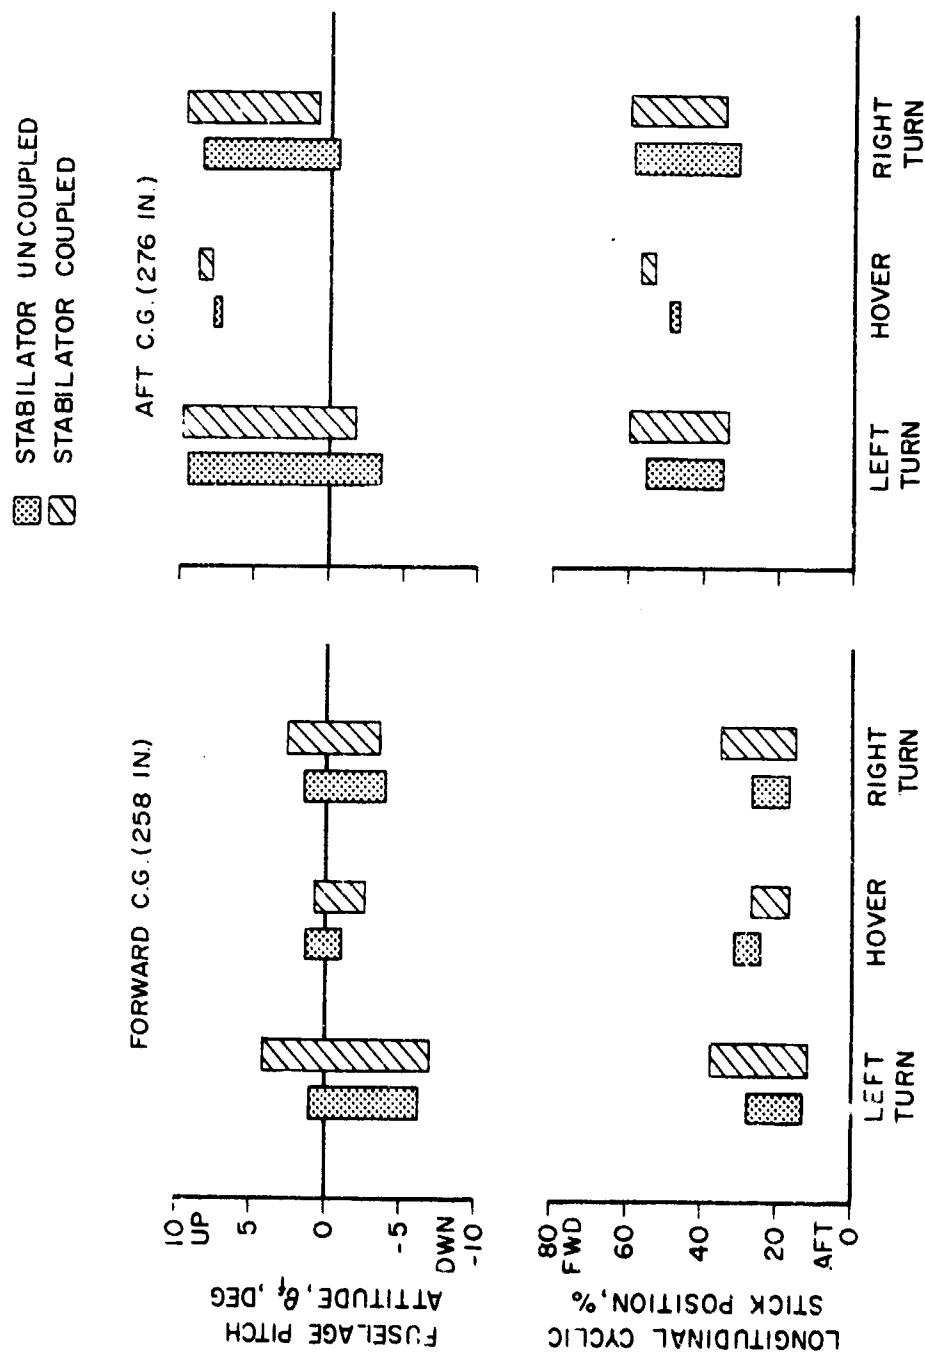 STABILATOR UNCOUPLED
STABILATOR COUPLED
FORWARD C.G. (258 IN.)
AFT C.G. (276 IN.)
FUSELAGE PITCH
ATTITUDE, θf, DEG
10
UP
5
0
-5
DWN
-10
LONGITUDINAL CYCLIC
STICK POSITION, %
80
FWD
60
40
20
AFT
0
LEFT
TURN
HOVER
RIGHT
TURN
LEFT
TURN
HOVER
RIGHT
TURN